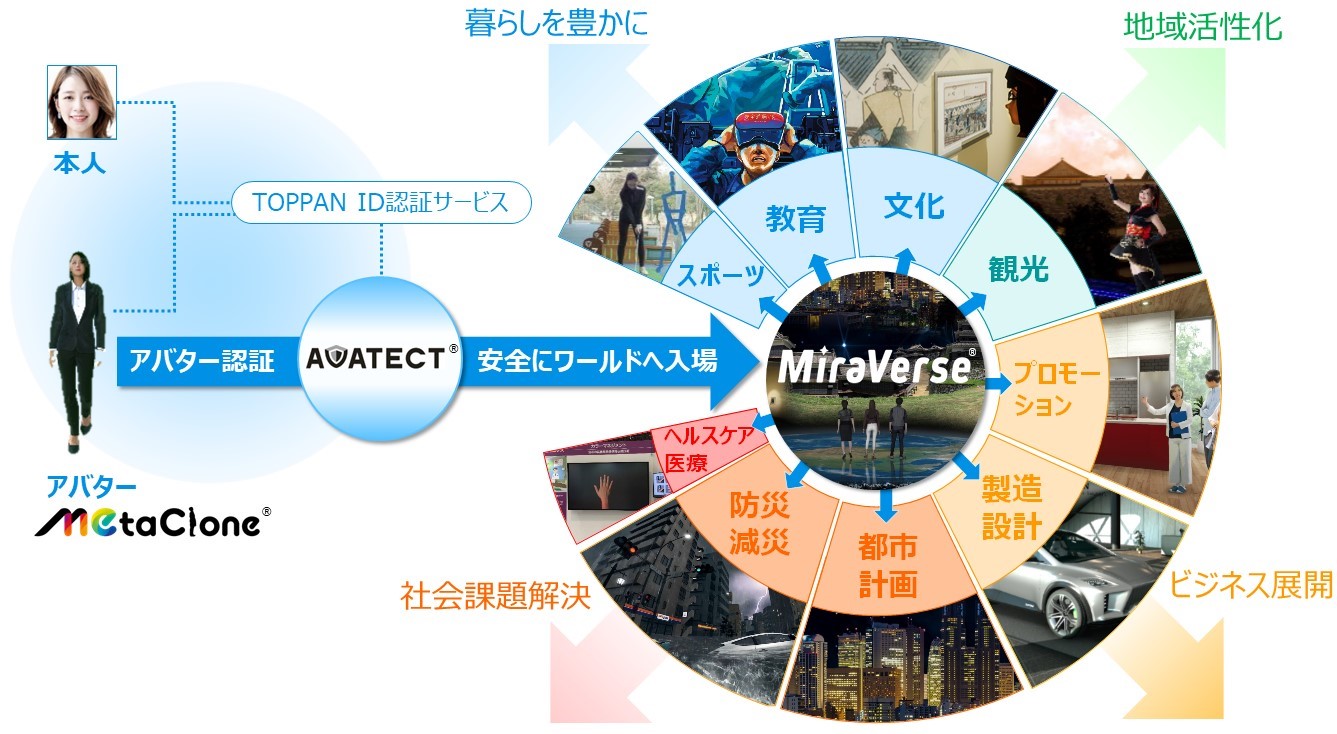 暮らしを豊かに
地域活性化
本人
TOPPAN ID認証サービス
アバター認証
AVATECT®
安全にワールドへ入場
アバター
MetaClone®
MiraVerse®
スポーツ
教育
文化
観光
プロモー
ション
製造
設計
都市
計画
防災
減災
ヘルスケア
医療
社会課題解決
ビジネス展開